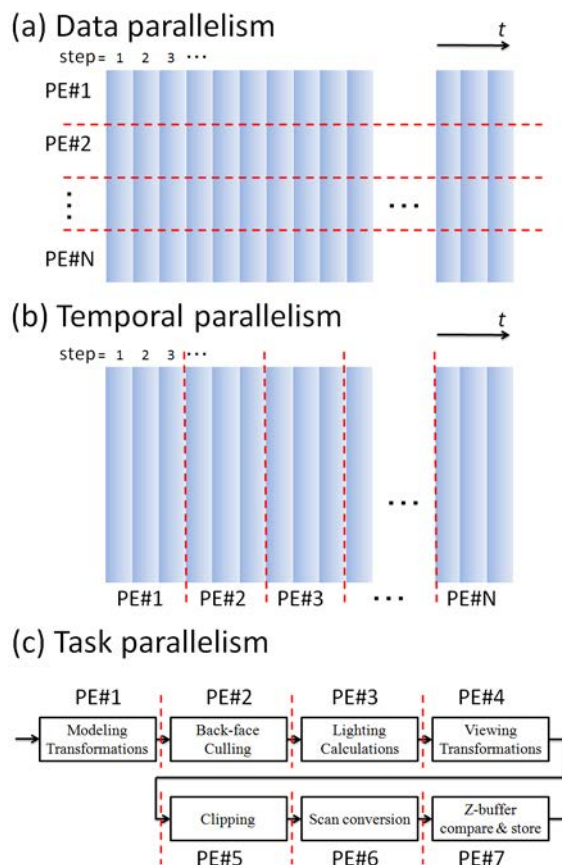 (a) Data parallelism
t
step= 1 2 3 ···
PE#1
PE#2
⋮
···
PE#N
(b) Temporal parallelism
t
step= 1 2 3 ···
···
PE#1 PE#2 PE#3 ··· PE#N
(c) Task parallelism
PE#1 PE#2 PE#3 PE#4
Modeling Transformations
Back-face Culling
Lighting Calculations
Viewing Transformations
Clipping
Scan conversion
Z-buffer compare & store
PE#5 PE#6 PE#7